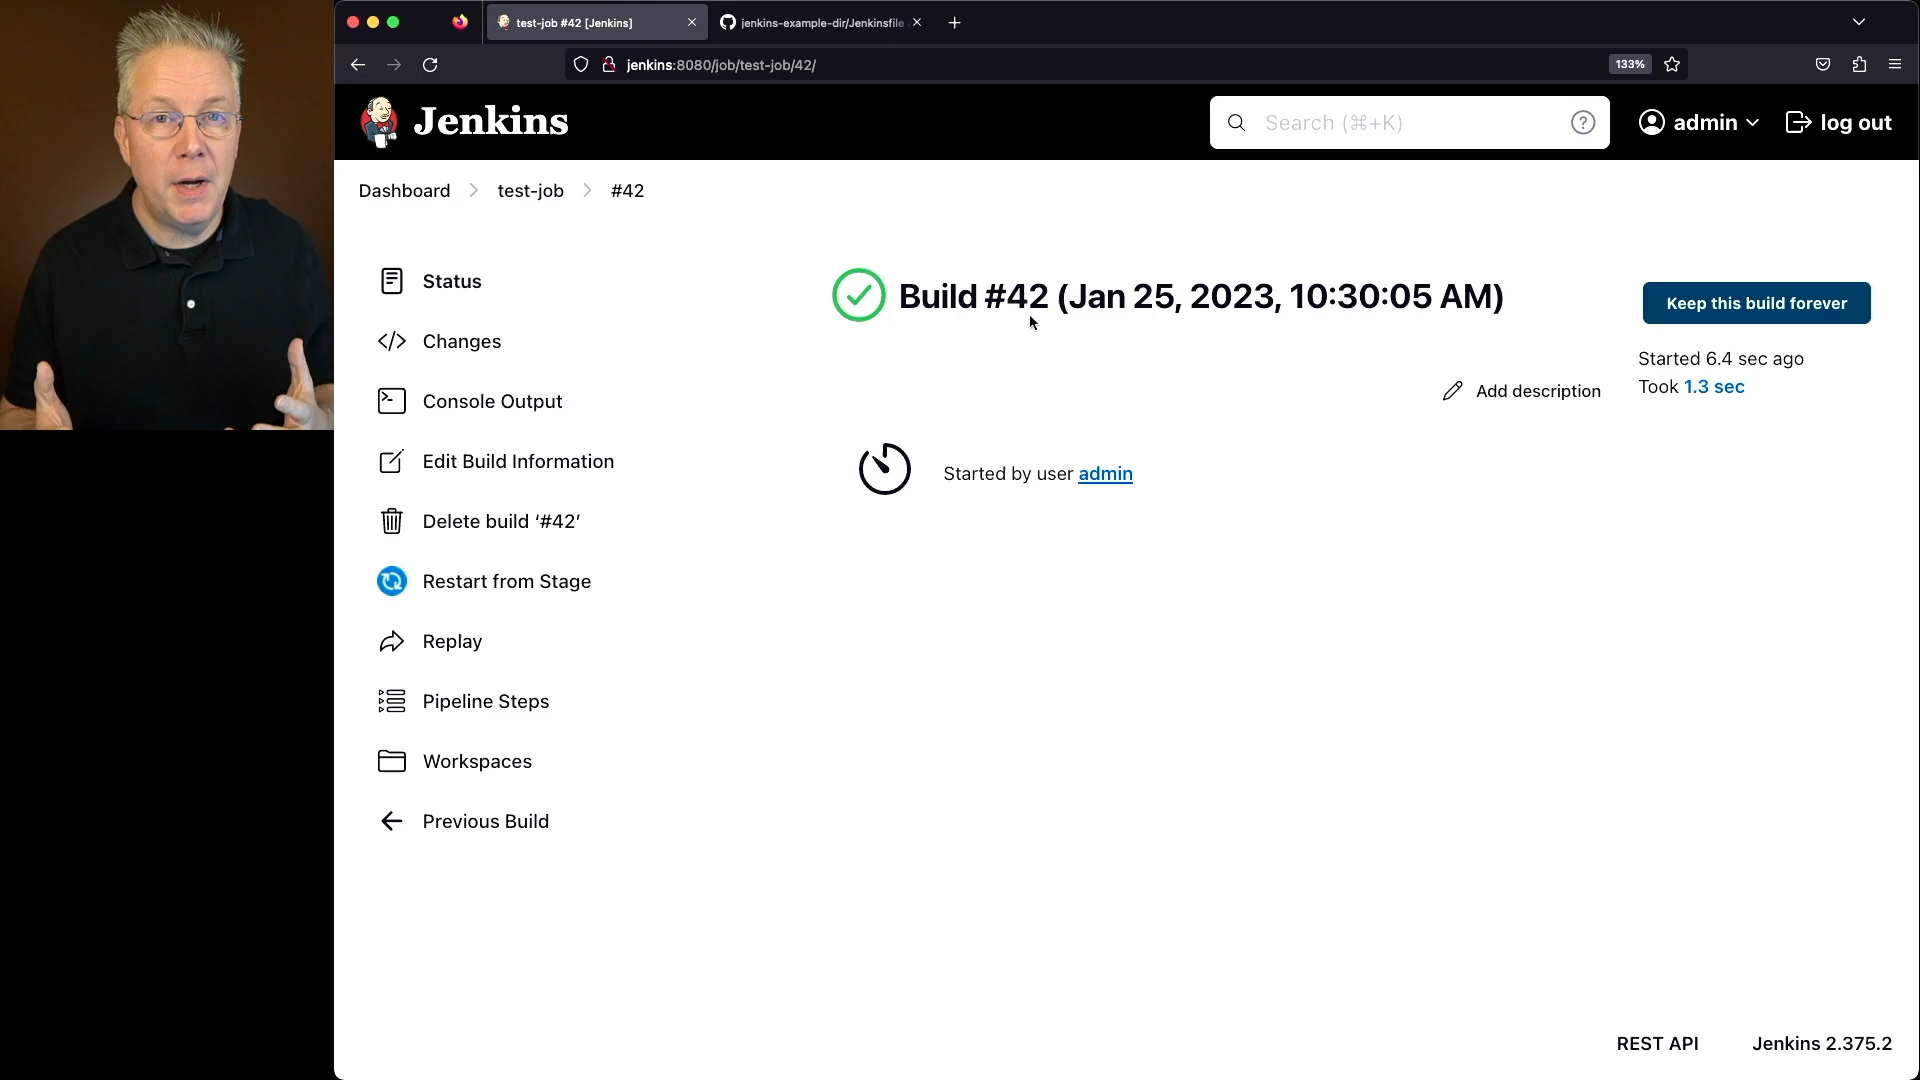 test-job #42 [Jenkins]
jenkins-example-dir/Jenkinsfile
jenkins:8080/job/test-job/42/
133%
Jenkins
Search (⌘+K)
?
admin
log out
Dashboard
test-job
#42
Status
Changes
Console Output
Edit Build Information
Delete build ‘#42’
Restart from Stage
Replay
Pipeline Steps
Workspaces
Previous Build
Build #42 (Jan 25, 2023, 10:30:05 AM)
Keep this build forever
Started 6.4 sec ago
Took 1.3 sec
Add description
Started by user admin
REST API
Jenkins 2.375.2